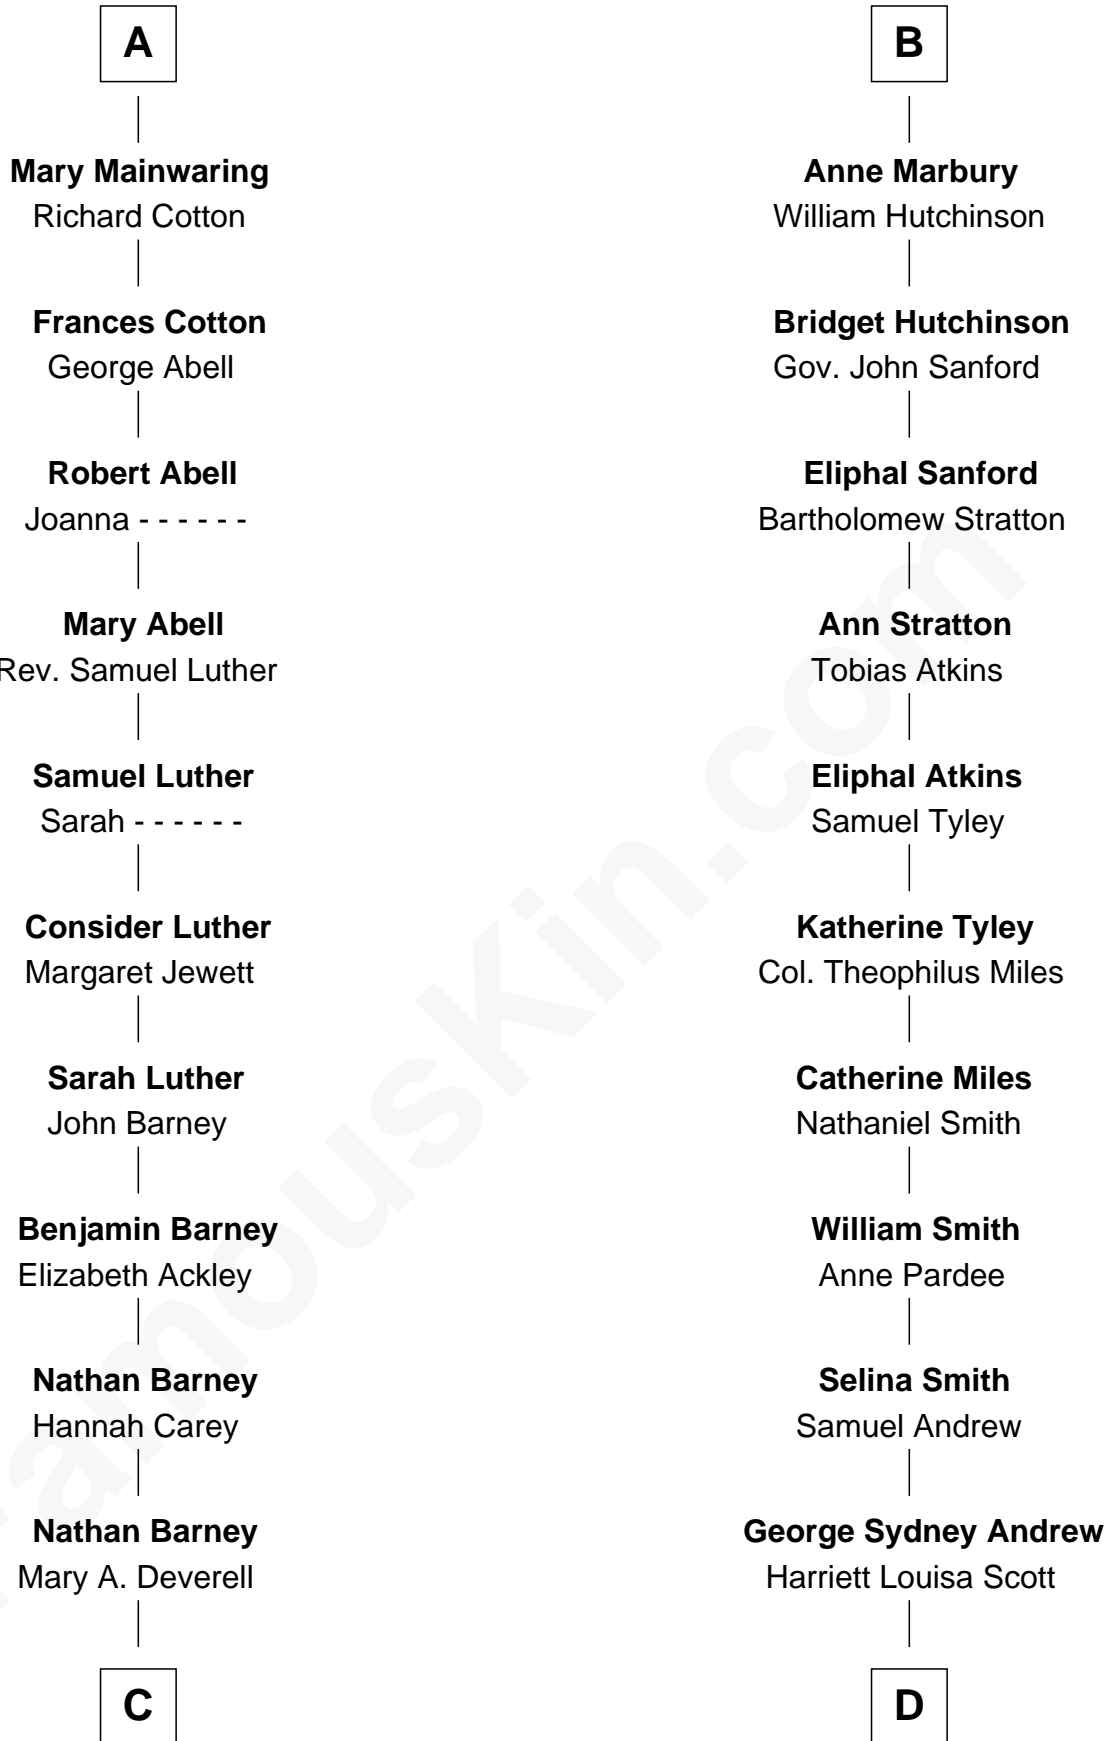 A
Mary Mainwaring
Richard Cotton
Frances Cotton
George Abell
Robert Abell
Joanna - - - - - -
Mary Abell
Rev. Samuel Luther
Samuel Luther
Sarah - - - - - -
Consider Luther
Margaret Jewett
Sarah Luther
John Barney
Benjamin Barney
Elizabeth Ackley
Nathan Barney
Hannah Carey
Nathan Barney
Mary A. Deverell
C
B
Anne Marbury
William Hutchinson
Bridget Hutchinson
Gov. John Sanford
Eliphal Sanford
Bartholomew Stratton
Ann Stratton
Tobias Atkins
Eliphal Atkins
Samuel Tyley
Katherine Tyley
Col. Theophilus Miles
Catherine Miles
Nathaniel Smith
William Smith
Anne Pardee
Selina Smith
Samuel Andrew
George Sydney Andrew
Harriett Louisa Scott
D
FamousKin.com